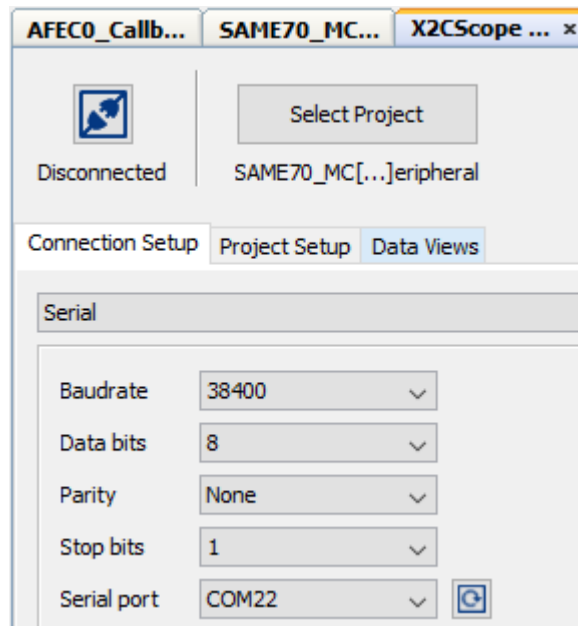 AFEC0_Callb... SAME70_MC... X2CScope ... ×
Select Project
Disconnected SAME70_MC[...]eripheral
Connection Setup Project Setup Data Views
Serial
Baudrate 38400
Data bits 8
Parity None
Stop bits 1
Serial port COM22